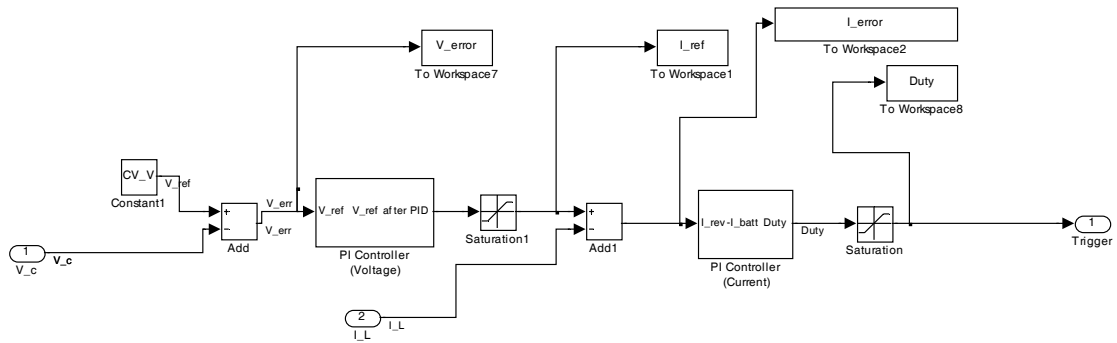 V_error
To Workspace7
I_ref
To Workspace1
I_error
To Workspace2
Duty
To Workspace8
CV_V
V_ref
Constant1
+
−
V_err
V_err
Add
1
V_c
V_c
V_ref V_ref after PID
PI Controller
(Voltage)
Saturation1
+
−
Add1
2
I_L
I_L
I_rev-I_batt Duty
PI Controller
(Current)
Duty
Saturation
1
Trigger